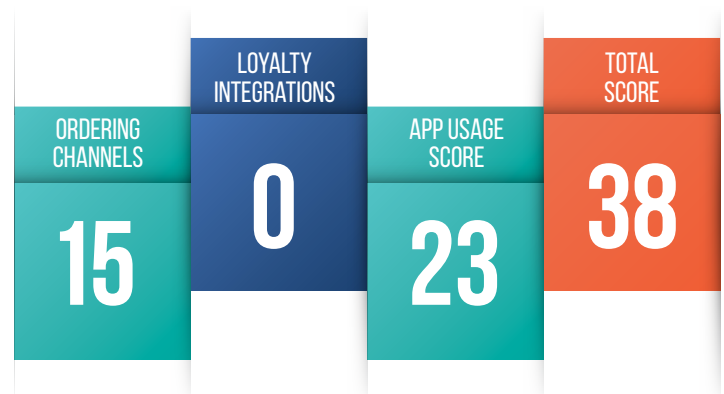 ORDERING
CHANNELS
15
LOYALTY
INTEGRATIONS
0
APP USAGE
SCORE
23
TOTAL
SCORE
38